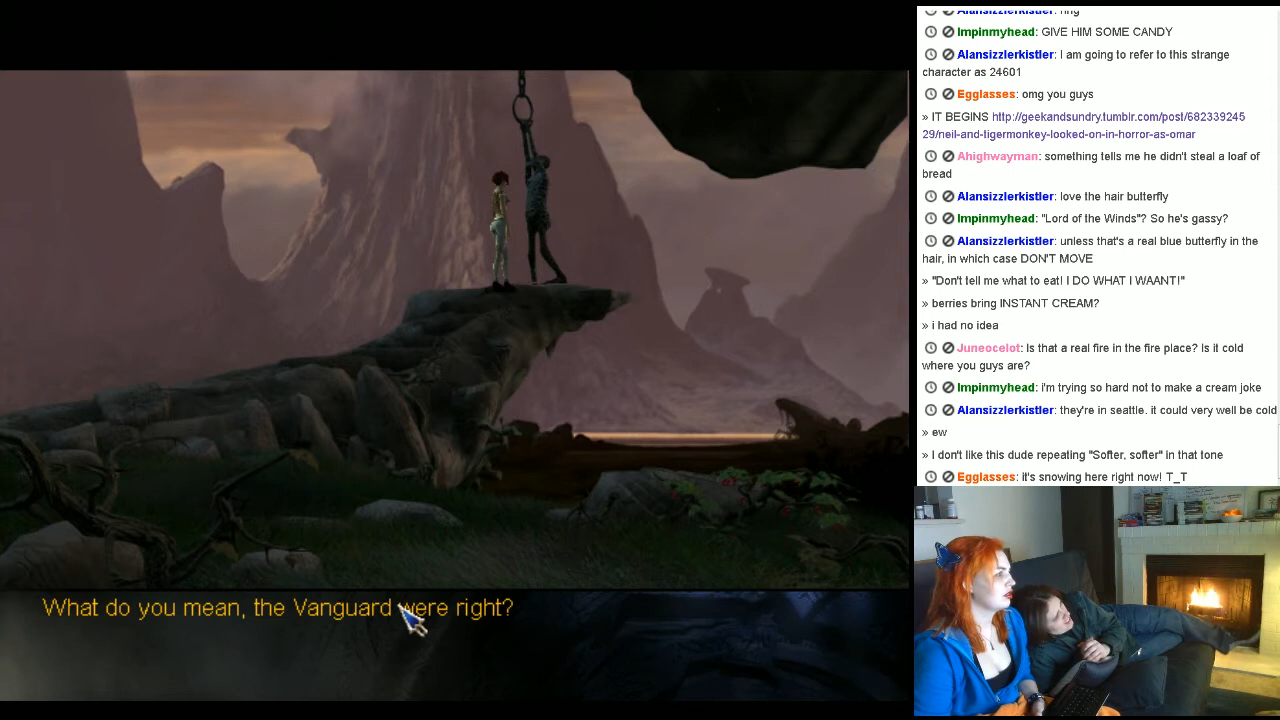 Alansizzlerkistler: ring
Impinmyhead: GIVE HIM SOME CANDY
Alansizzlerkistler: I am going to refer to this strange
character as 24601
Egglasses: omg you guys
» IT BEGINS http://geekandsundry.tumblr.com/post/682339245
29/neil-and-tigermonkey-looked-on-in-horror-as-omar
Ahighwayman: something tells me he didn't steal a loaf of
bread
Alansizzlerkistler: love the hair butterfly
Impinmyhead: "Lord of the Winds"? So he's gassy?
Alansizzlerkistler: unless that's a real blue butterfly in the
hair, in which case DON'T MOVE
» "Don't tell me what to eat! I DO WHAT I WAANT!"
» berries bring INSTANT CREAM?
» i had no idea
Juneocelot: Is that a real fire in the fire place? Is it cold
where you guys are?
Impinmyhead: i'm trying so hard not to make a cream joke
Alansizzlerkistler: they're in seattle. it could very well be cold
» ew
» I don't like this dude repeating "Softer, softer" in that tone
Egglasses: it's snowing here right now! T_T
What do you mean, the Vanguard were right?